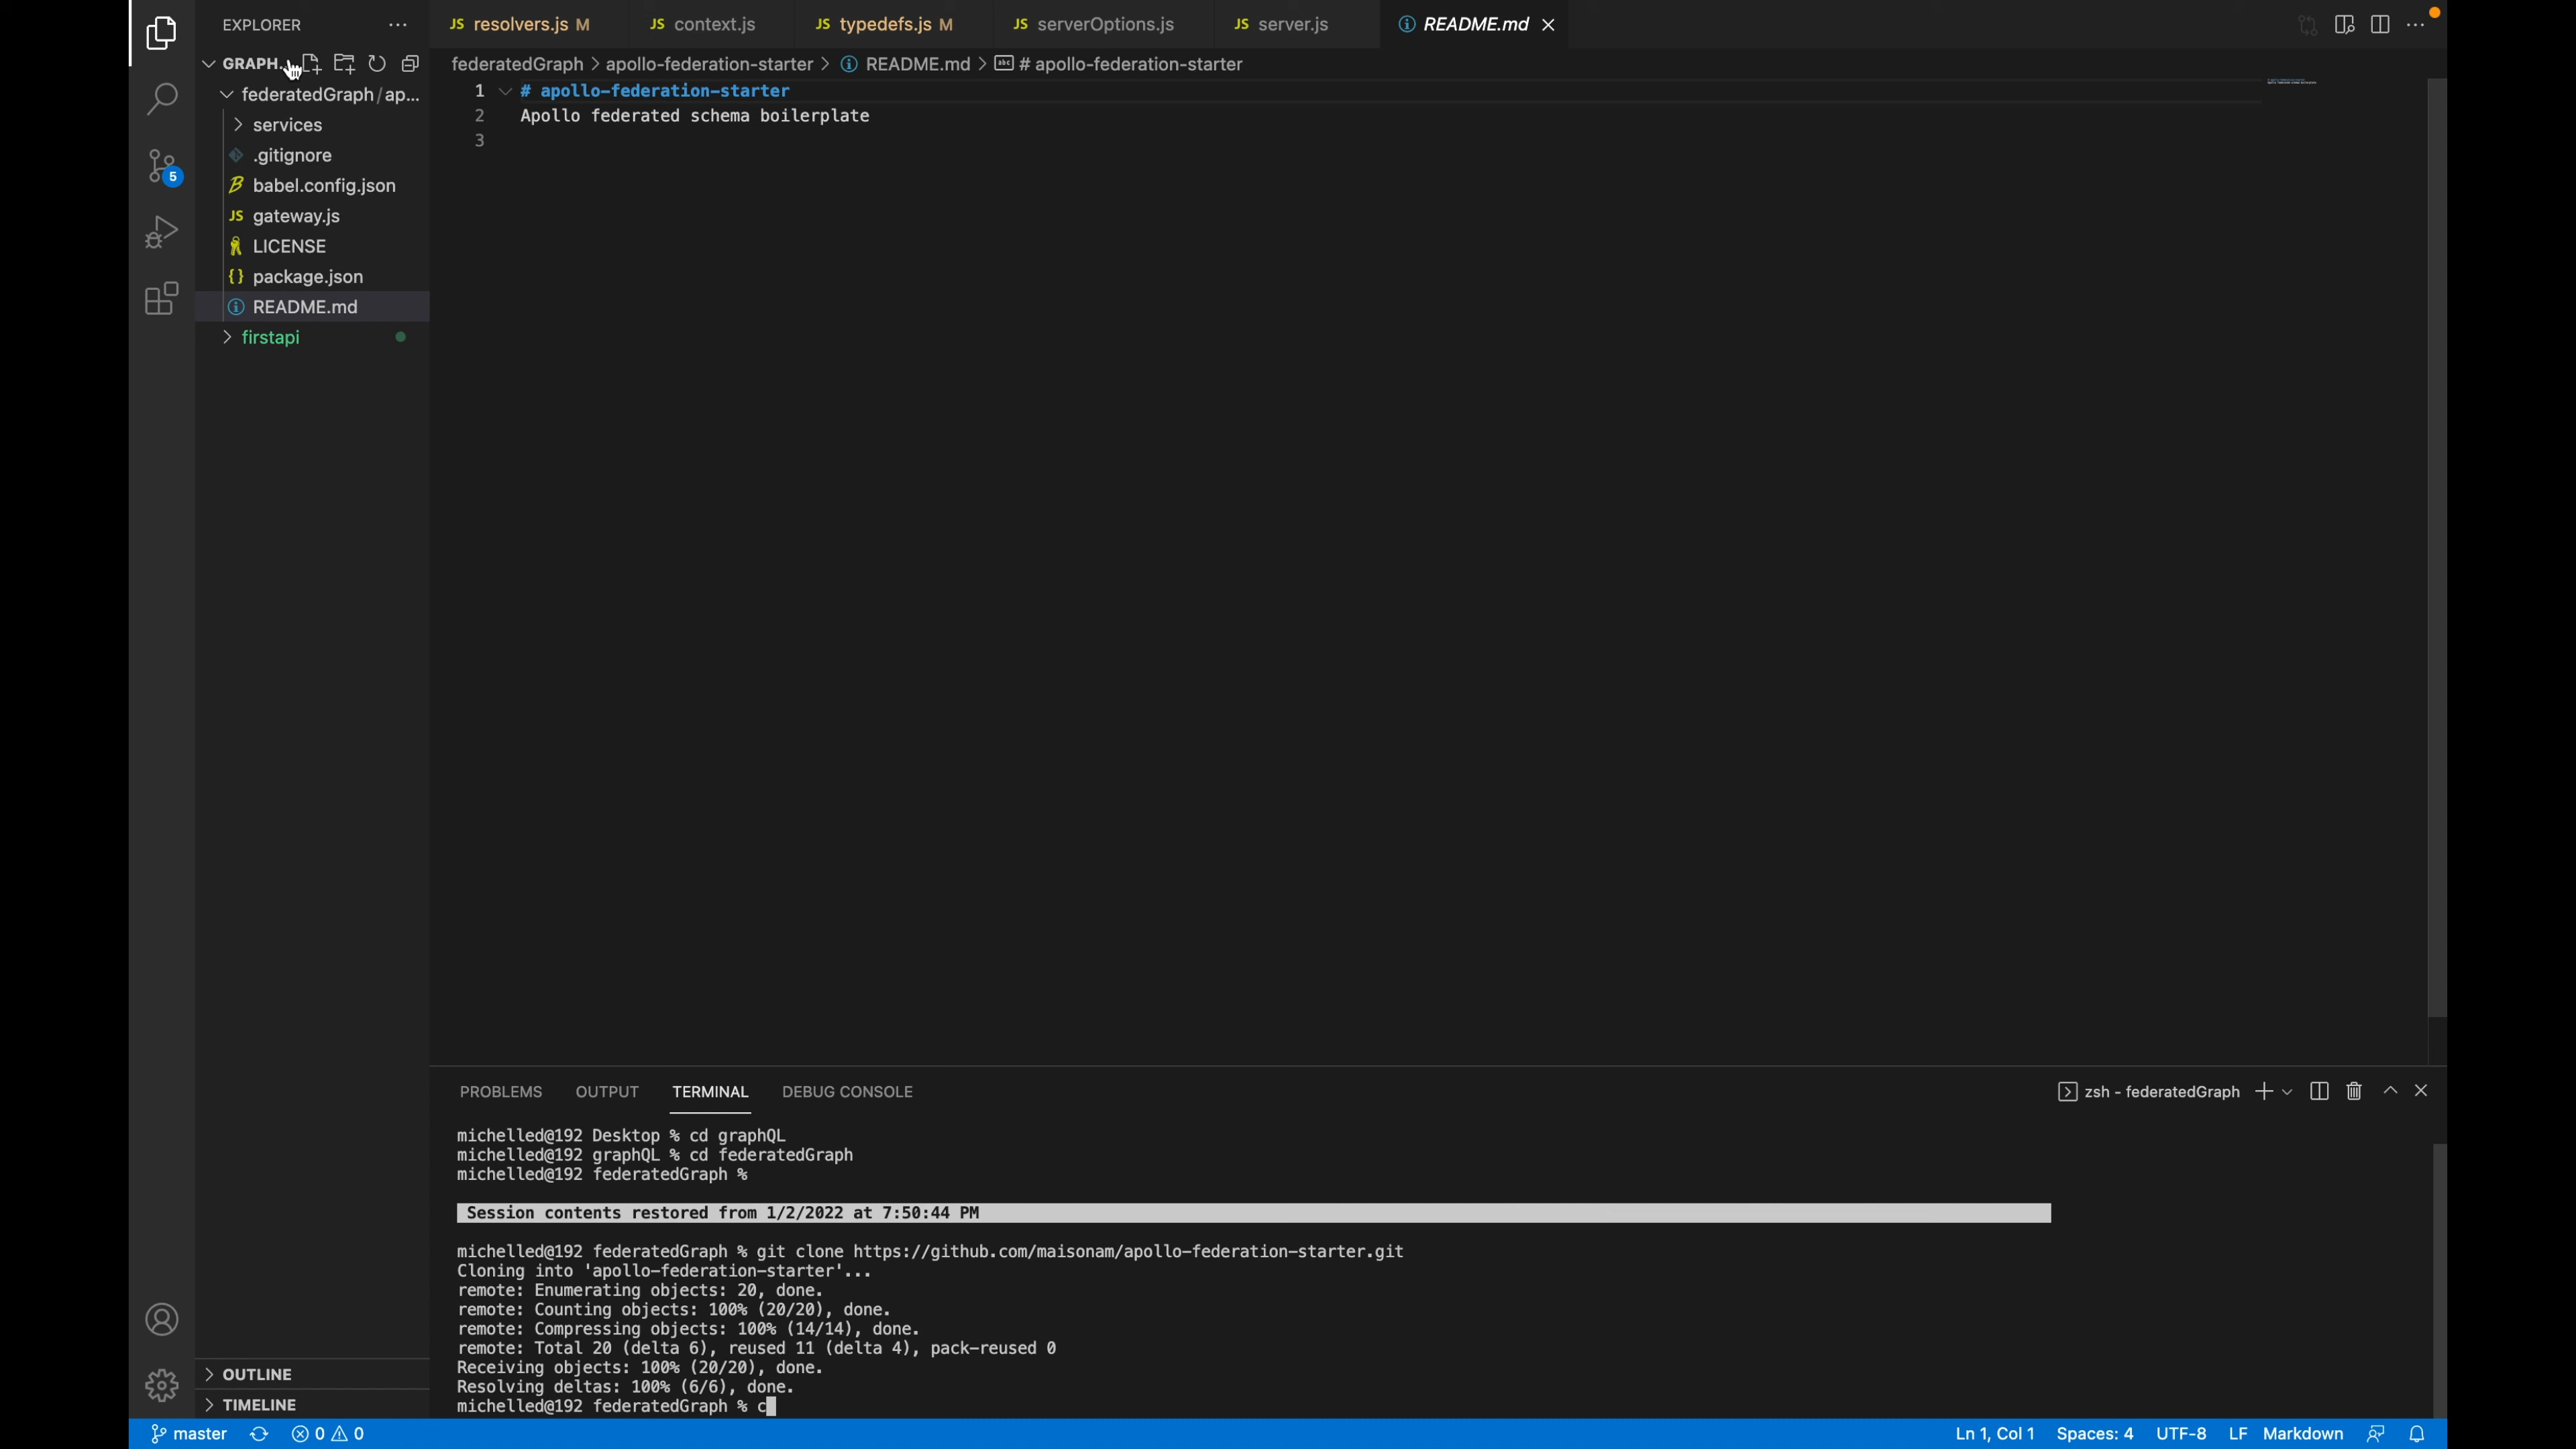 EXPLORER
GRAPH...
federatedGraph / ap...
services
.gitignore
babel.config.json
JS gateway.js
LICENSE
{} package.json
README.md
firstapi
OUTLINE
TIMELINE
5
JS resolvers.js M
JS context.js
JS typedefs.js M
JS serverOptions.js
JS server.js
README.md
federatedGraph > apollo-federation-starter > README.md > abc # apollo-federation-starter
1 # apollo-federation-starter
2 Apollo federated schema boilerplate
3
PROBLEMS OUTPUT TERMINAL DEBUG CONSOLE
zsh - federatedGraph
michelled@192 Desktop % cd graphQL
michelled@192 graphQL % cd federatedGraph
michelled@192 federatedGraph %
Session contents restored from 1/2/2022 at 7:50:44 PM
michelled@192 federatedGraph % git clone https://github.com/maisonam/apollo-federation-starter.git
Cloning into 'apollo-federation-starter'...
remote: Enumerating objects: 20, done.
remote: Counting objects: 100% (20/20), done.
remote: Compressing objects: 100% (14/14), done.
remote: Total 20 (delta 6), reused 11 (delta 4), pack-reused 0
Receiving objects: 100% (20/20), done.
Resolving deltas: 100% (6/6), done.
michelled@192 federatedGraph % c
master 0 0 Ln 1, Col 1 Spaces: 4 UTF-8 LF Markdown